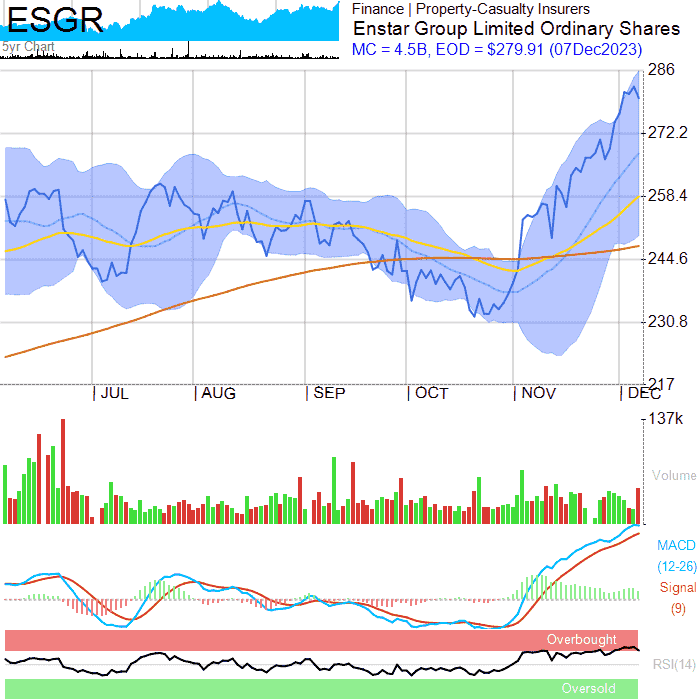 ESGR
5yr Chart
Finance | Property-Casualty Insurers
Enstar Group Limited Ordinary Shares
MC = 4.5B, EOD = $279.91 (07Dec2023)
286
272.2
258.4
244.6
230.8
217
JUL AUG SEP OCT NOV DEC
137k
Volume
MACD
(12-26)
Signal
(9)
Overbought
RSI(14)
Oversold